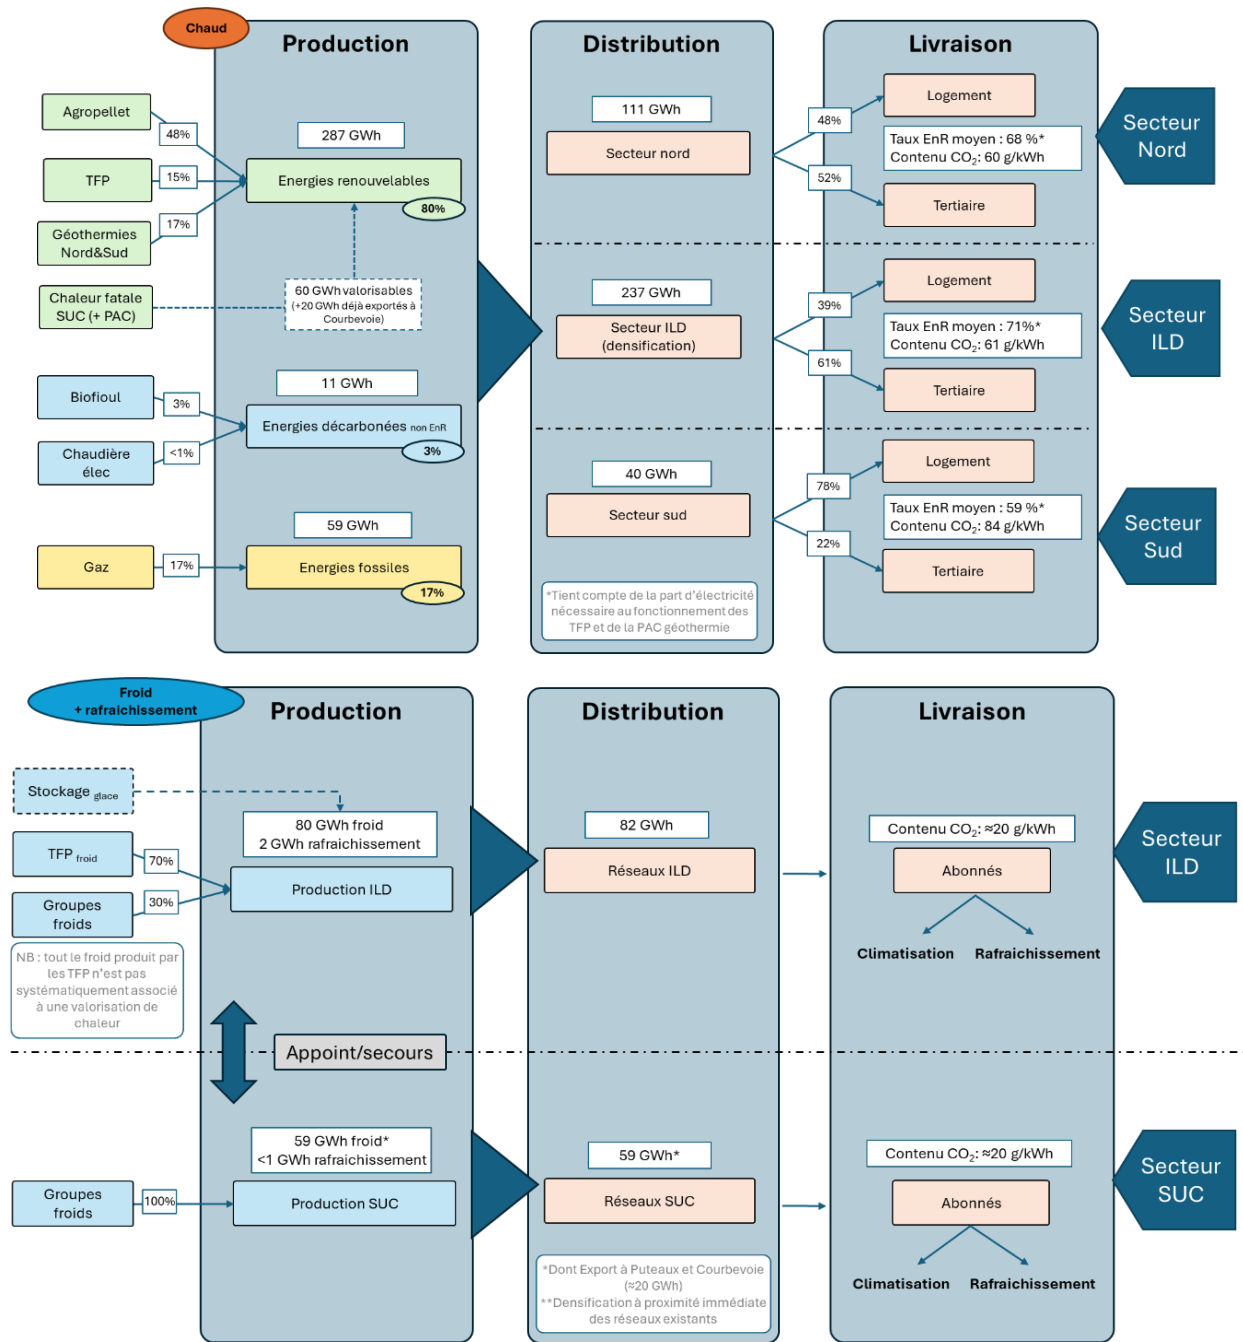 Chaud
Production
Distribution
Livraison
Agropellet
48%
TFP
15%
Géothermies
Nord&Sud
17%
Chaleur fatale
SUC (+ PAC)
287 GWh
Energies renouvelables
80%
60 GWh valorisables
(+20 GWh déjà exportés à
Courbevoie)
Biofioul
3%
Chaudière
élec
<1%
11 GWh
Energies décarbonées non EnR
3%
Gaz
17%
59 GWh
Energies fossiles
17%
111 GWh
Secteur nord
48%
52%
Logement
Taux EnR moyen : 68 %*
Contenu CO₂: 60 g/kWh
Tertiaire
Secteur
Nord
237 GWh
Secteur ILD
(densification)
39%
61%
Logement
Taux EnR moyen : 71%*
Contenu CO₂: 61 g/kWh
Tertiaire
Secteur
ILD
40 GWh
Secteur sud
78%
22%
Logement
Taux EnR moyen : 59 %*
Contenu CO₂: 84 g/kWh
Tertiaire
Secteur
Sud
*Tient compte de la part d'électricité
nécessaire au fonctionnement des
TFP et de la PAC géothermie
Froid
+ rafraichissement
Production
Distribution
Livraison
Stockage glace
TFP froid
70%
Groupes
froids
30%
80 GWh froid
2 GWh rafraichissement
Production ILD
82 GWh
Réseaux ILD
Contenu CO₂: ≈20 g/kWh
Abonnés
Climatisation
Rafraichissement
Secteur
ILD
NB : tout le froid produit par
les TFP n'est pas
systématiquement associé
à une valorisation de
chaleur
Appoint/secours
Groupes
froids
100%
59 GWh froid*
<1 GWh rafraichissement
Production SUC
59 GWh*
Réseaux SUC
Contenu CO₂: ≈20 g/kWh
Abonnés
Climatisation
Rafraichissement
Secteur
SUC
*Dont Export à Puteaux et Courbevoie
(≈20 GWh)
**Densification à proximité immédiate
des réseaux existants